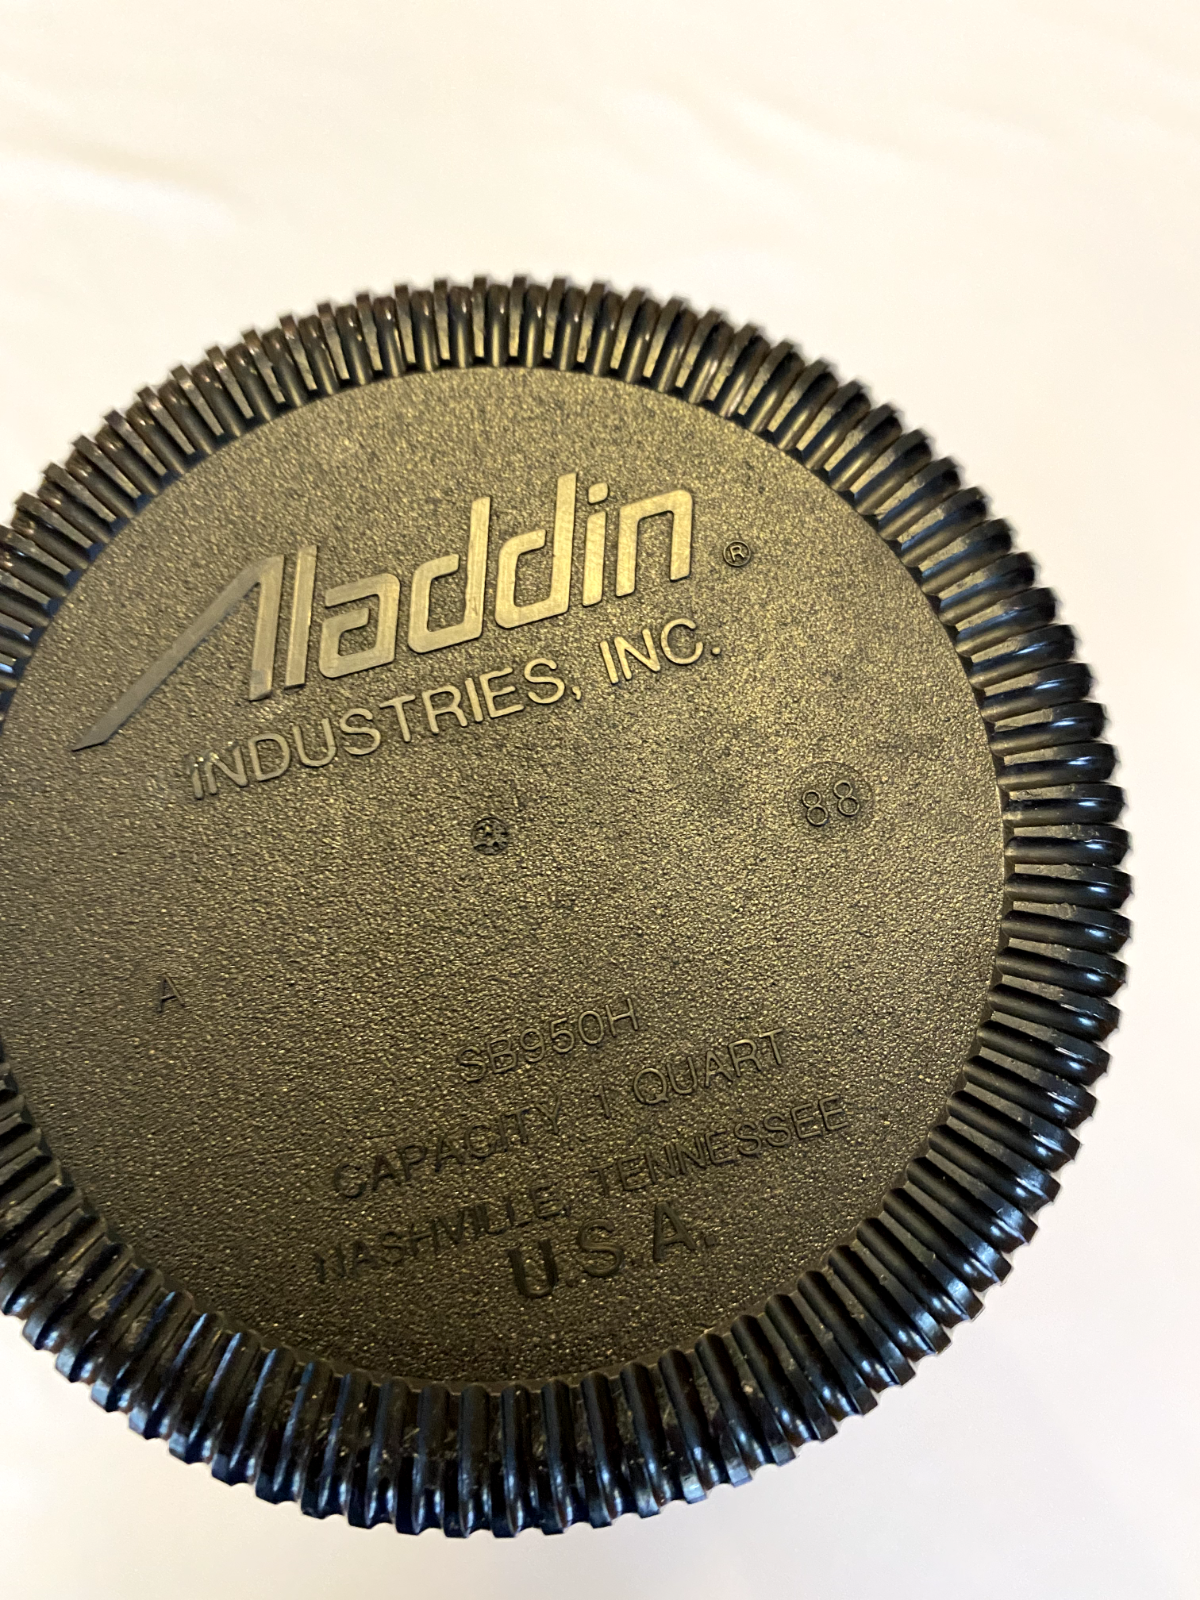 Aladdin ®
INDUSTRIES, INC.
88
A
SB950H
CAPACITY 1 QUART
NASHVILLE, TENNESSEE
U.S.A.